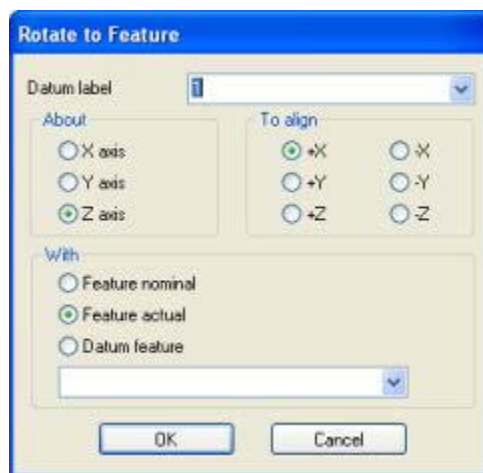 Rotate to Feature
Datum label
About To align
X axis +X -X
Y axis +Y -Y
Z axis +Z -Z
With
Feature nominal
Feature actual
Datum feature
OK Cancel